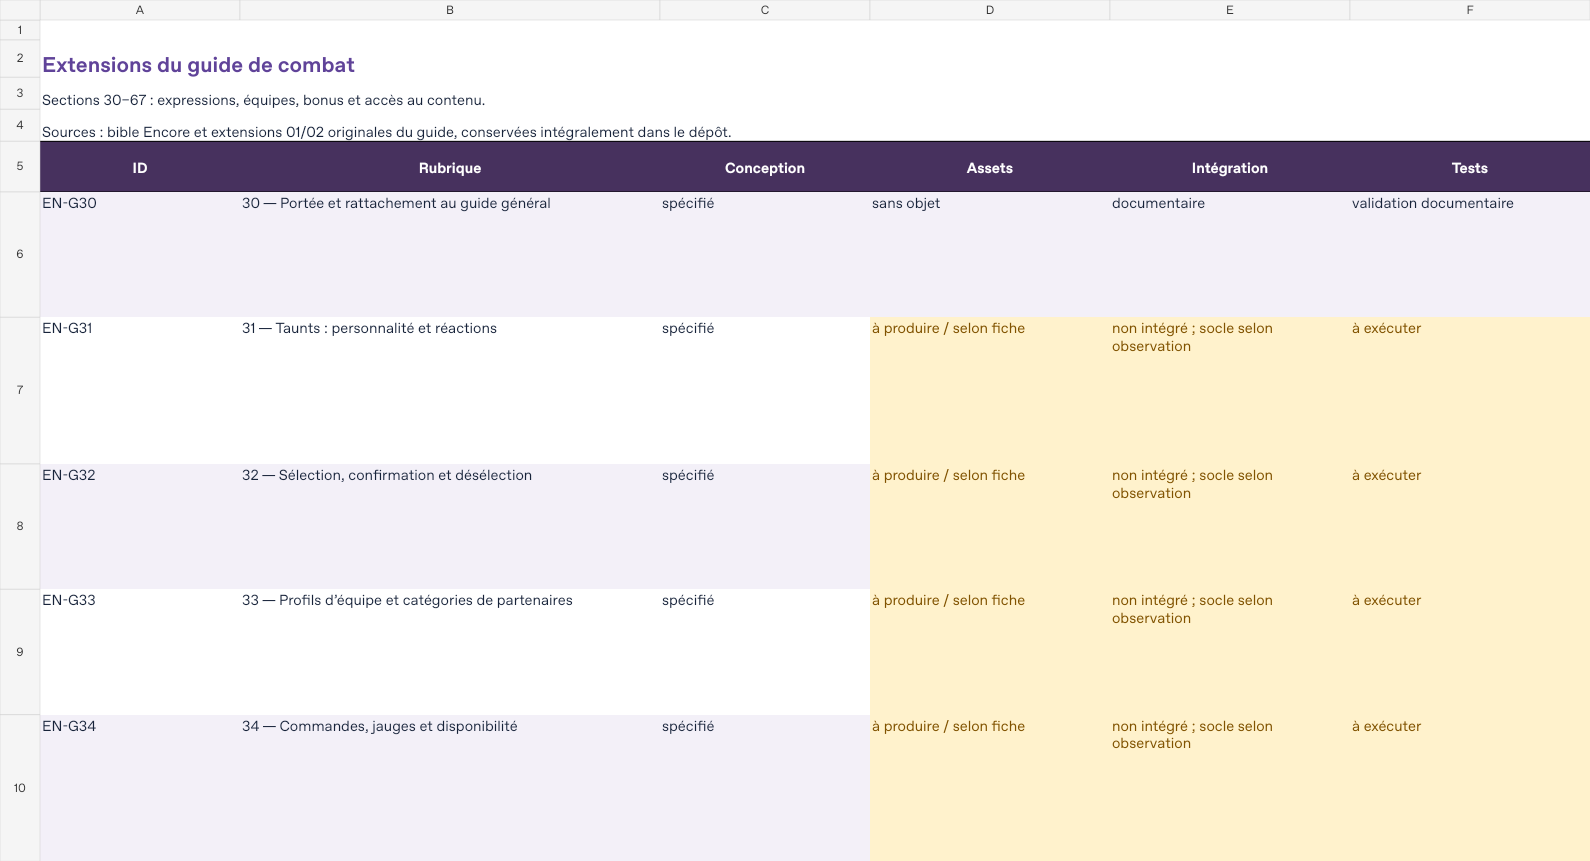 A B C D E F
1
2 Extensions du guide de combat
3 Sections 30–67 : expressions, équipes, bonus et accès au contenu.
4 Sources : bible Encore et extensions 01/02 originales du guide, conservées intégralement dans le dépôt.
5 ID Rubrique Conception Assets Intégration Tests
EN-G30 30 — Portée et rattachement au guide général spécifié sans objet documentaire validation documentaire
6
EN-G31 31 — Taunts : personnalité et réactions spécifié à produire / selon fiche non intégré ; socle selon à exécuter
observation
7
EN-G32 32 — Sélection, confirmation et désélection spécifié à produire / selon fiche non intégré ; socle selon à exécuter
observation
8
EN-G33 33 — Profils d’équipe et catégories de partenaires spécifié à produire / selon fiche non intégré ; socle selon à exécuter
observation
9
EN-G34 34 — Commandes, jauges et disponibilité spécifié à produire / selon fiche non intégré ; socle selon à exécuter
observation
10